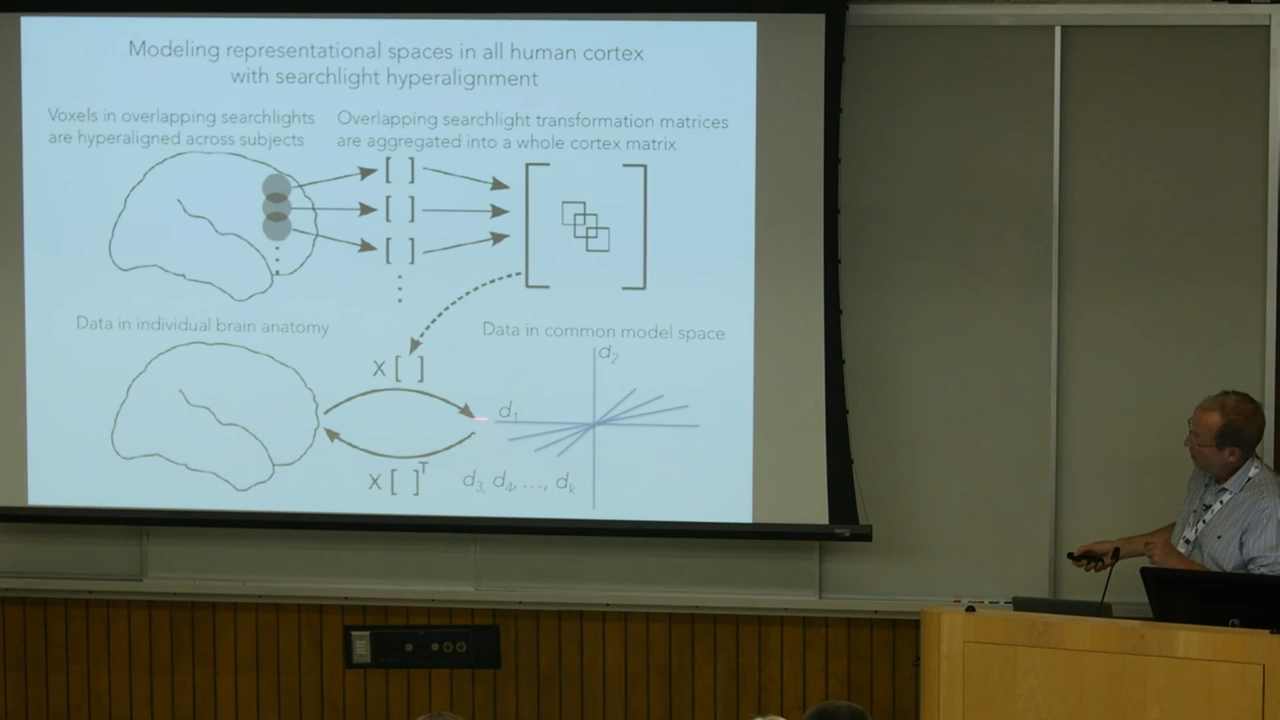 Modeling representational spaces in all human cortex
with searchlight hyperalignment
Voxels in overlapping searchlights
are hyperaligned across subjects
Overlapping searchlight transformation matrices
are aggregated into a whole cortex matrix
[ ]
[ ]
[ ]
Data in individual brain anatomy
Data in common model space
x [ ]
d₂
d₁
x [ ]ᵀ
d₃, d₄, ..., dₖ